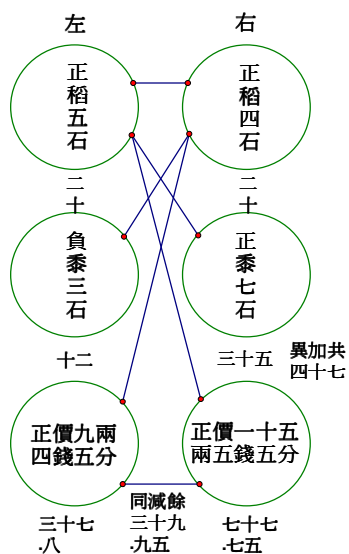 左
右
正稻五石
正稻四石
二十
二十
負黍三石
正黍七石
十二
三十五
異加共
四十七
正價九兩
四錢五分
正價一十五
兩五錢五分
同減餘
三十九
.九五
三十七
.八
七十七
.七五